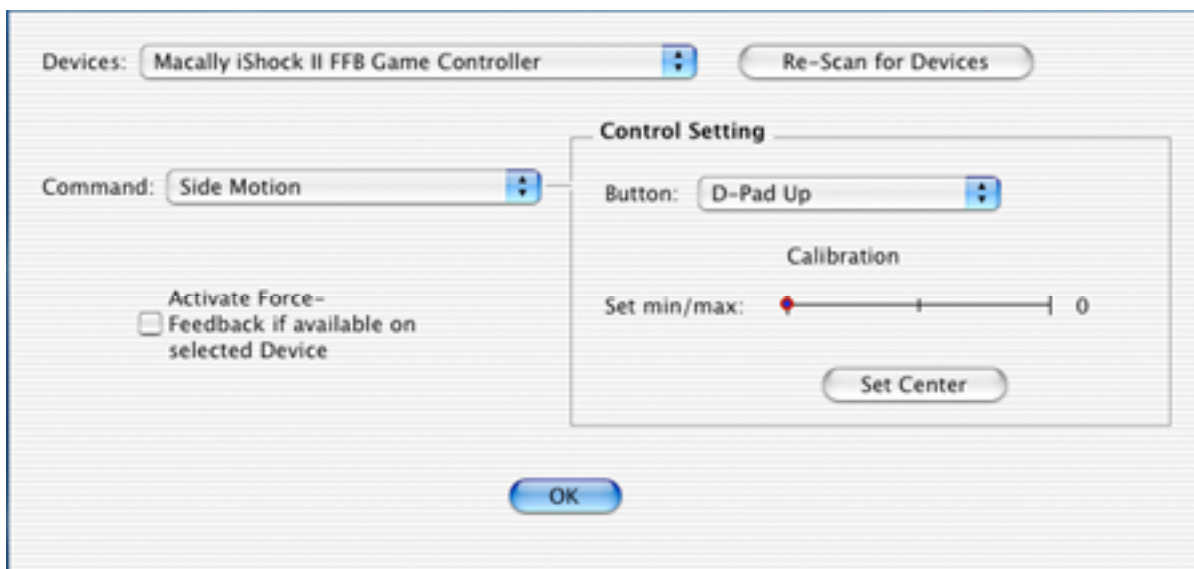 Devices: Macally iShock II FFB Game Controller Re-Scan for Devices
Control Setting
Command: Side Motion
Button: D-Pad Up
Calibration
Set min/max: 0
Activate Force-
Feedback if available on
selected Device
Set Center
OK